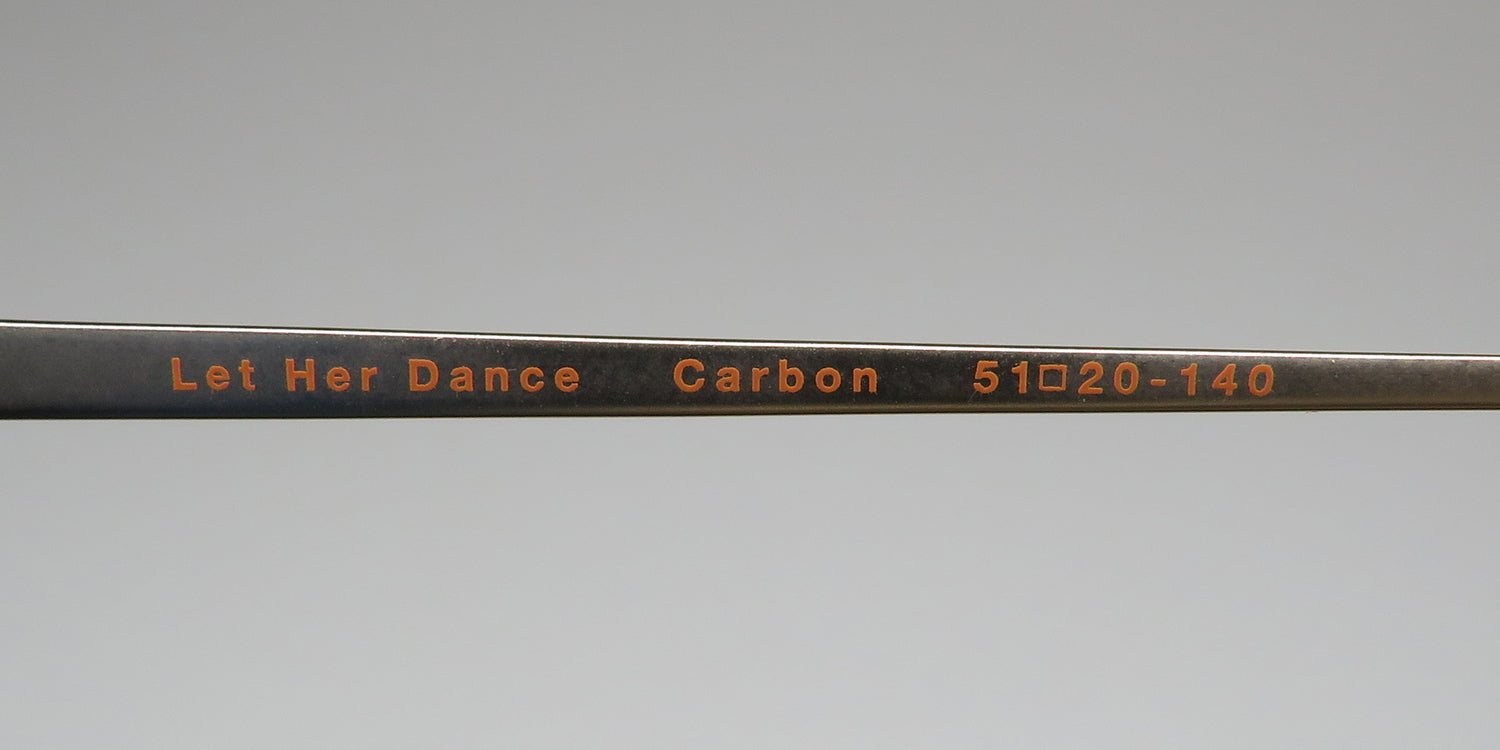 Let Her Dance Carbon 51□20-140